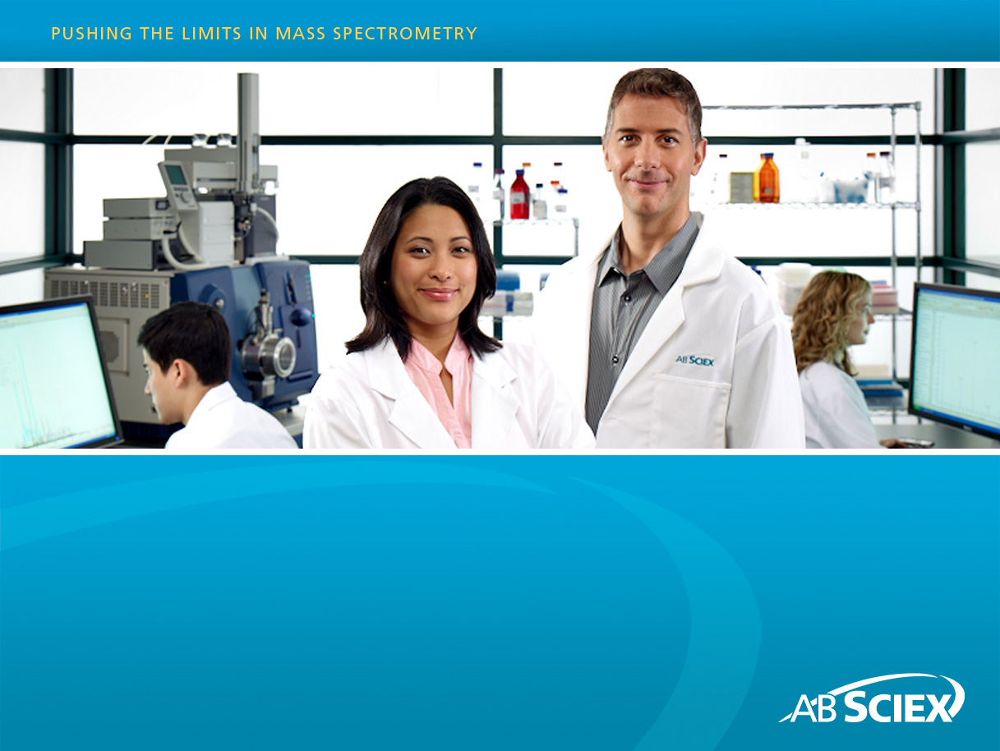 PUSHING THE LIMITS IN MASS SPECTROMETRY
AB SCIEX
AB SCIEX